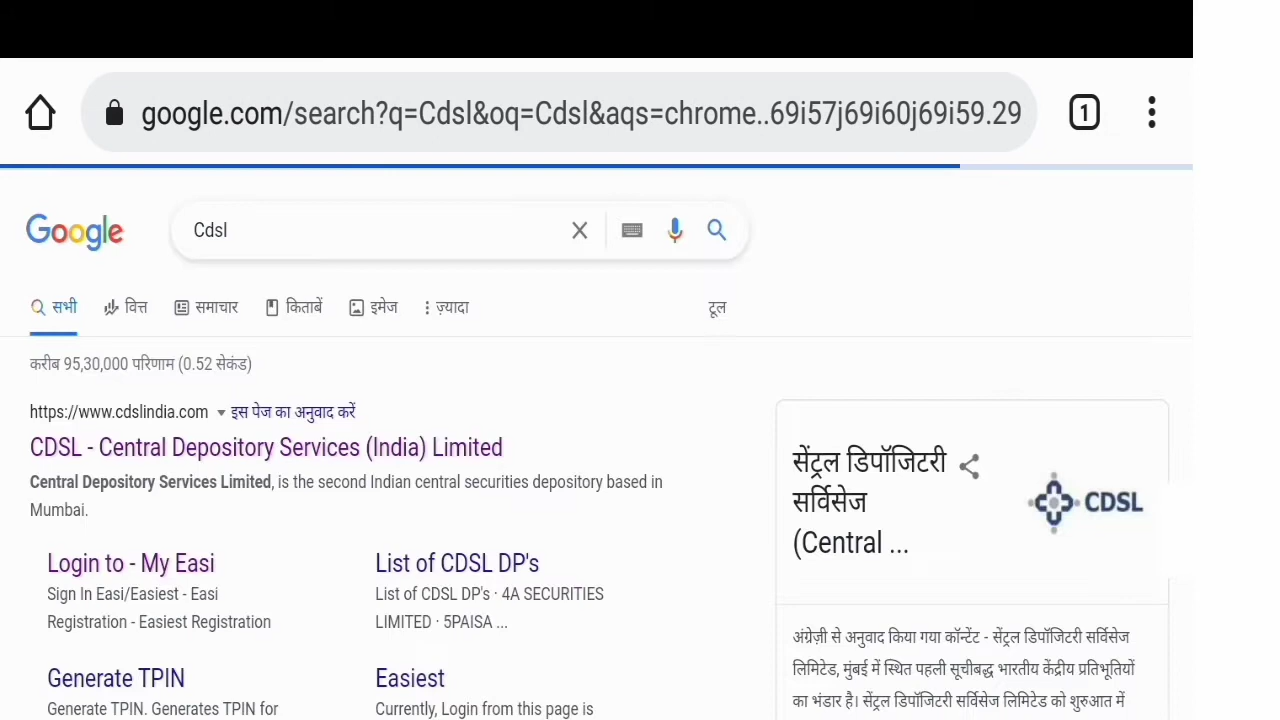 google.com/search?q=Cdsl&oq=Cdsl&aqs=chrome..69i57j69i60j69i59.29
1
Google
Cdsl
सभी वित्त समाचार किताबें इमेज ज़्यादा टूल
करीब 95,30,000 परिणाम (0.52 सेकंड)
https://www.cdslindia.com इस पेज का अनुवाद करें
CDSL - Central Depository Services (India) Limited
Central Depository Services Limited, is the second Indian central securities depository based in
Mumbai.
Login to - My Easi
Sign In Easi/Easiest - Easi
Registration - Easiest Registration
List of CDSL DP's
List of CDSL DP's · 4A SECURITIES
LIMITED · 5PAISA ...
Generate TPIN
Generate TPIN. Generates TPIN for
Easiest
Currently, Login from this page is
सेंट्रल डिपॉजिटरी
सर्विसेज
(Central ...
CDSL
अंग्रेज़ी से अनुवाद किया गया कॉन्टेंट - सेंट्रल डिपॉजिटरी सर्विसेज
लिमिटेड, मुंबई में स्थित पहली सूचीबद्ध भारतीय केंद्रीय प्रतिभूतियों
का भंडार है। सेंट्रल डिपॉजिटरी सर्विसेज लिमिटेड को शुरुआत में